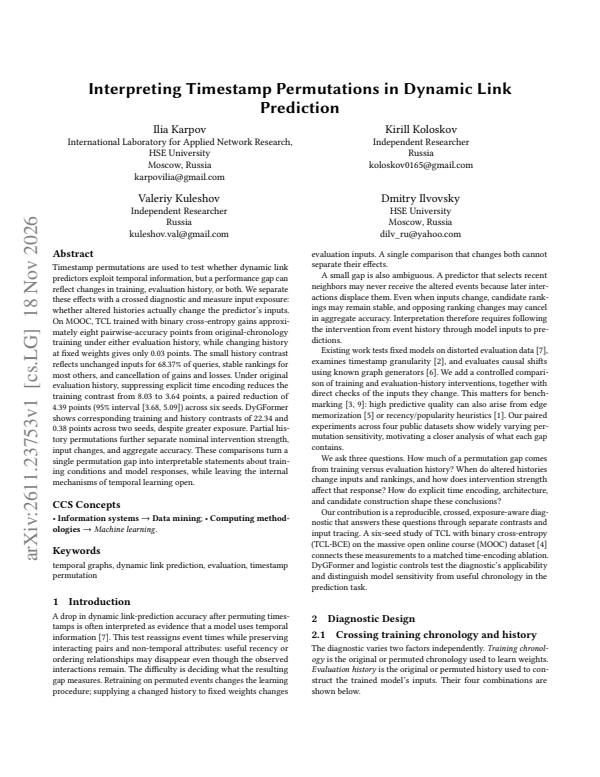 Interpreting Timestamp Permutations in Dynamic Link
Prediction
Ilia Karpov
International Laboratory for Applied Network Research,
HSE University
Moscow, Russia
karpovilia@gmail.com
Kirill Koloskov
Independent Researcher
Russia
koloskov0165@gmail.com
Valeriy Kuleshov
Independent Researcher
Russia
kuleshov.val@gmail.com
Dmitry Ilvovsky
HSE University
Moscow, Russia
dilv_ru@yahoo.com
arXiv:2611.23753v1 [cs.LG] 18 Nov 2026
Abstract
Timestamp permutations are used to test whether dynamic link
predictors exploit temporal information, but a performance gap can
reflect changes in training, evaluation history, or both. We separate
these effects with a crossed diagnostic and measure input exposure:
whether altered histories actually change the predictor's inputs.
On MOOC, TCL trained with binary cross-entropy gains approxi-
mately eight pairwise-accuracy points from original-chronology
training under either evaluation history, while changing history
at fixed weights gives only 0.03 points. The small history contrast
reflects unchanged inputs for 68.37% of queries, stable rankings for
most others, and cancellation of gains and losses. Under original
evaluation history, suppressing explicit time encoding reduces the
training contrast from 8.03 to 3.64 points, a paired reduction of
4.39 points (95% interval [3.68, 5.09]) across six seeds. DyGFormer
shows corresponding training and history contrasts of 22.34 and
0.38 points across two seeds, despite greater exposure. Partial his-
tory permutations further separate nominal intervention strength,
input changes, and aggregate accuracy. These comparisons turn a
single permutation gap into interpretable statements about train-
ing conditions and model responses, while leaving the internal
mechanisms of temporal learning open.
CCS Concepts
• Information systems → Data mining; • Computing method-
ologies → Machine learning.
Keywords
temporal graphs, dynamic link prediction, evaluation, timestamp
permutation
1 Introduction
A drop in dynamic link-prediction accuracy after permuting times-
tamps is often interpreted as evidence that a model uses temporal
information [7]. This test reassigns event times while preserving
interacting pairs and non-temporal attributes: useful recency or
ordering relationships may disappear even though the observed
interactions remain. The difficulty is deciding what the resulting
gap measures. Retraining on permuted events changes the learning
procedure; supplying a changed history to fixed weights changes
evaluation inputs. A single comparison that changes both cannot
separate their effects.
A small gap is also ambiguous. A predictor that selects recent
neighbors may never receive the altered events because later inter-
actions displace them. Even when inputs change, candidate rank-
ings may remain stable, and opposing ranking changes may cancel
in aggregate accuracy. Interpretation therefore requires following
the intervention from event history through model inputs to pre-
dictions.
Existing work tests fixed models on distorted evaluation data [7],
examines timestamp granularity [2], and evaluates causal shifts
using known graph generators [6]. We add a controlled compari-
son of training and evaluation-history interventions, together with
direct checks of the inputs they change. This matters for bench-
marking [3, 9]: high predictive quality can also arise from edge
memorization [5] or recency/popularity heuristics [1]. Our paired
experiments across four public datasets show widely varying per-
mutation sensitivity, motivating a closer analysis of what each gap
contains.
We ask three questions. How much of a permutation gap comes
from training versus evaluation history? When do altered histories
change inputs and rankings, and how does intervention strength
affect that response? How do explicit time encoding, architecture,
and candidate construction shape these conclusions?
Our contribution is a reproducible, crossed, exposure-aware diag-
nostic that answers these questions through separate contrasts and
input tracing. A six-seed study of TCL with binary cross-entropy
(TCL-BCE) on the massive open online course (MOOC) dataset [4]
connects these measurements to a matched time-encoding ablation.
DyGFormer and logistic controls test the diagnostic's applicability
and distinguish model sensitivity from useful chronology in the
prediction task.
2 Diagnostic Design
2.1 Crossing training chronology and history
The diagnostic varies two factors independently. Training chronol-
ogy is the original or permuted chronology used to learn weights.
Evaluation history is the original or permuted history used to con-
struct the trained model's inputs. Their four combinations are
shown below.